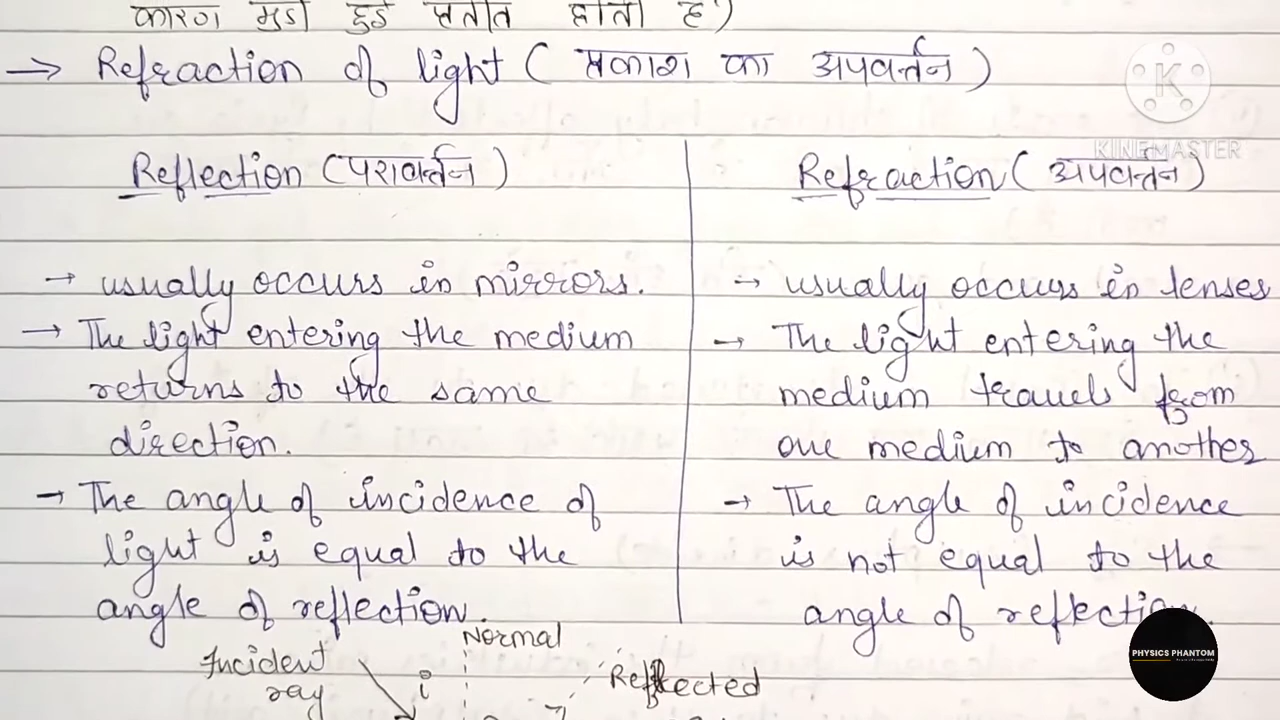 कारण मुडी हुई प्रतीत होती है)
→ Refraction of light ( प्रकाश का अपवर्तन )
KINEMASTER
Reflection (परावर्तन )
→ usually occurs in mirrors.
→ The light entering the medium
returns to the same
direction.
→ The angle of incidence of
light is equal to the
angle of reflection.
Refraction ( अपवर्तन )
→ usually occurs in lenses
→ The light entering the
medium travels from
one medium to another
→ The angle of incidence
is not equal to the
angle of reflection.
Normal
Incident
ray
i
Reflected
PHYSICS PHANTOM